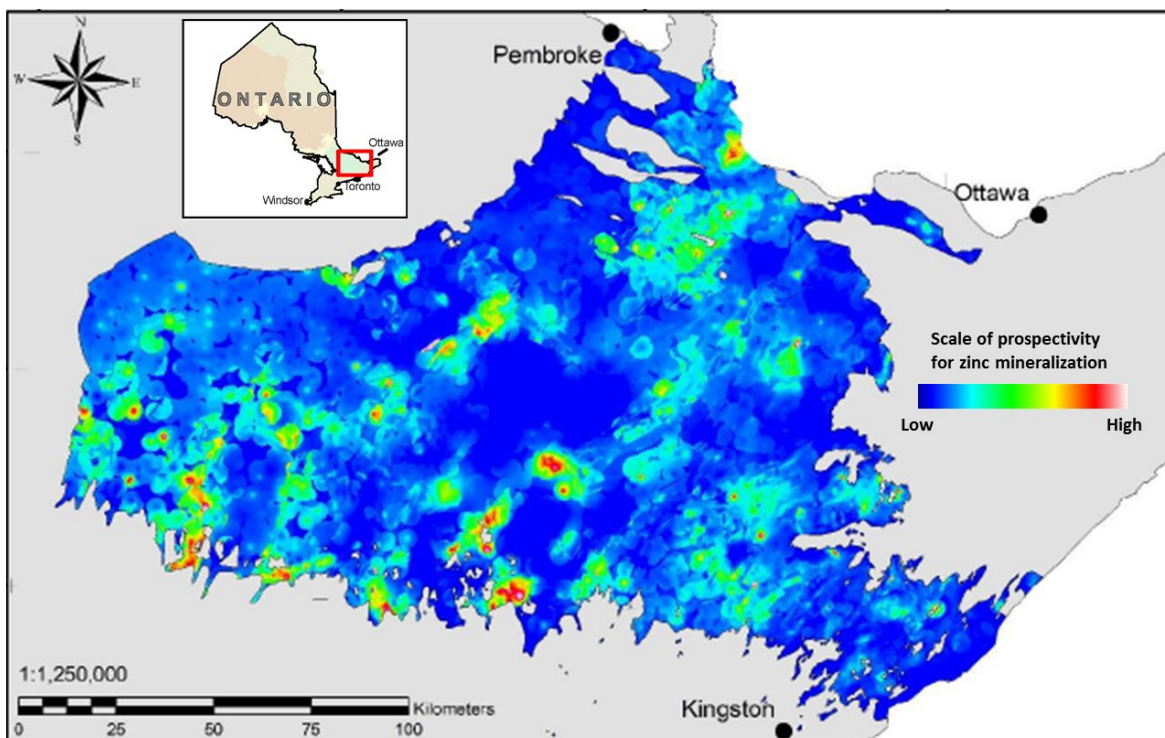 N
W
E
S
ONTARIO
Ottawa
Toronto
Windsor
Pembroke
Ottawa
Scale of prospectivity
for zinc mineralization
Low
High
1:1,250,000
Kilometers
0
25
50
75
100
Kingston